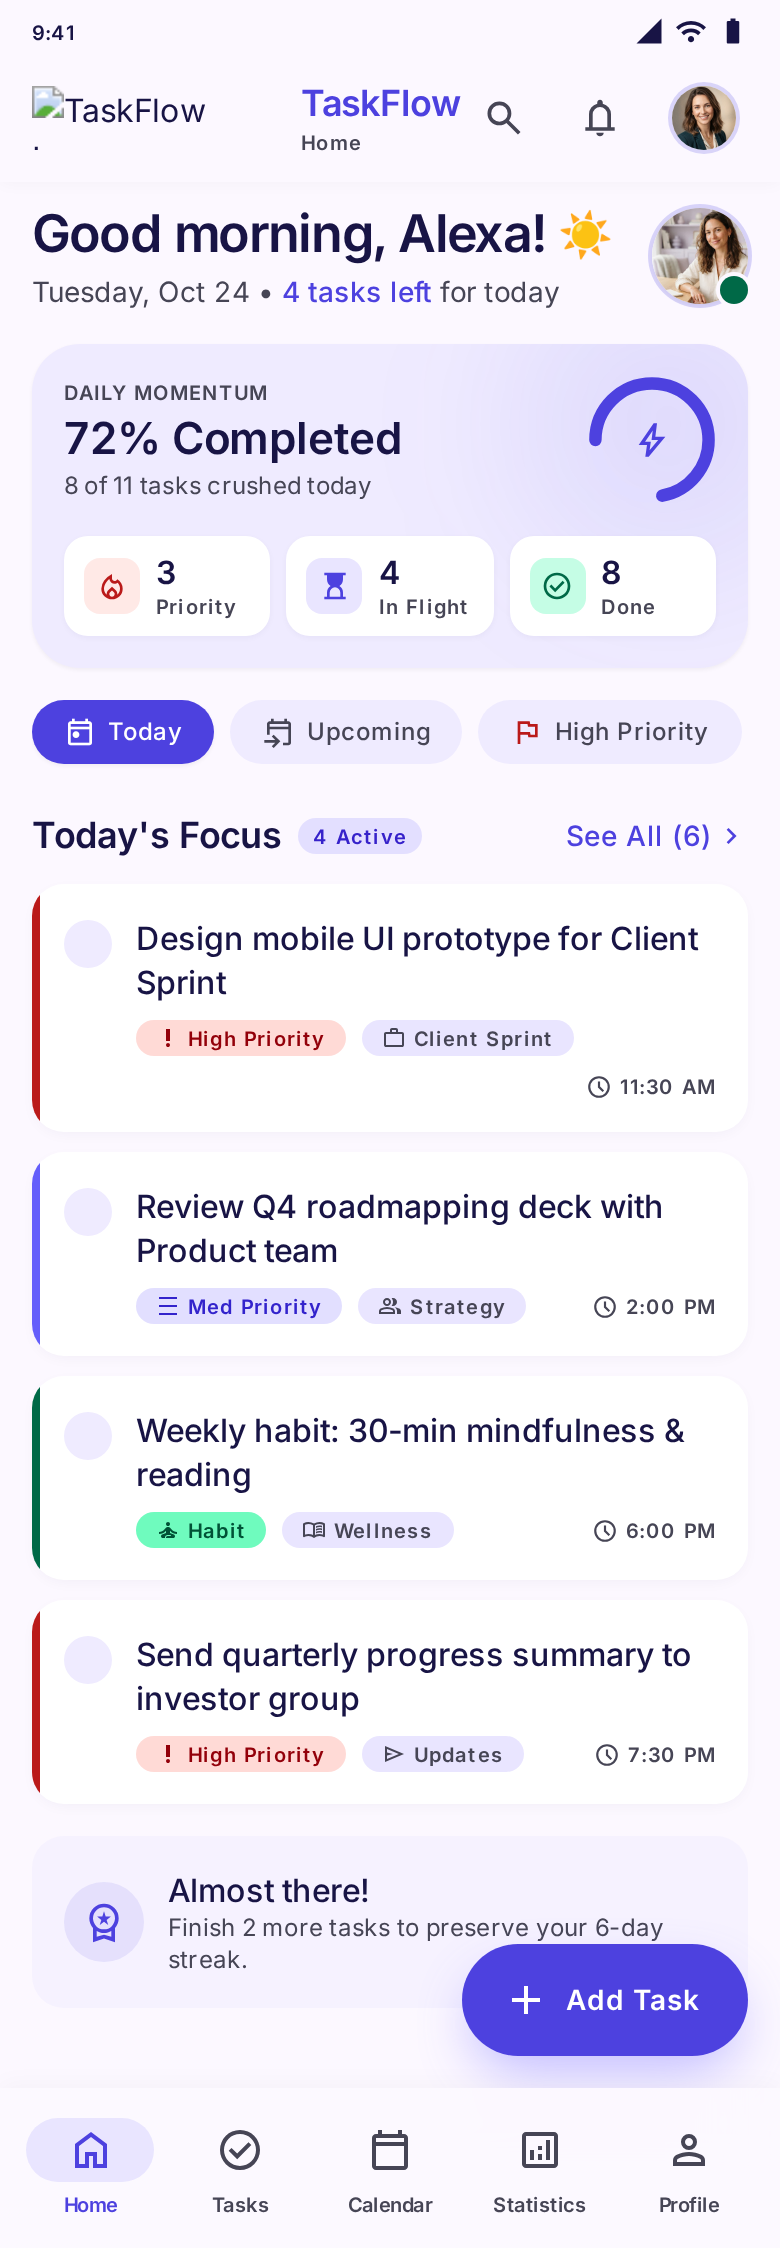 9:41
TaskFlow
.
TaskFlow
Home
Good morning, Alexa! ☀️
Tuesday, Oct 24 • 4 tasks left for today
DAILY MOMENTUM
72% Completed
8 of 11 tasks crushed today
3
Priority
4
In Flight
8
Done
Today
Upcoming
High Priority
Today's Focus
4 Active
See All (6)
Design mobile UI prototype for Client
Sprint
High Priority
Client Sprint
11:30 AM
Review Q4 roadmapping deck with
Product team
Med Priority
Strategy
2:00 PM
Weekly habit: 30-min mindfulness &
reading
Habit
Wellness
6:00 PM
Send quarterly progress summary to
investor group
High Priority
Updates
7:30 PM
Almost there!
Finish 2 more tasks to preserve your 6-day
streak.
Add Task
Home
Tasks
Calendar
Statistics
Profile